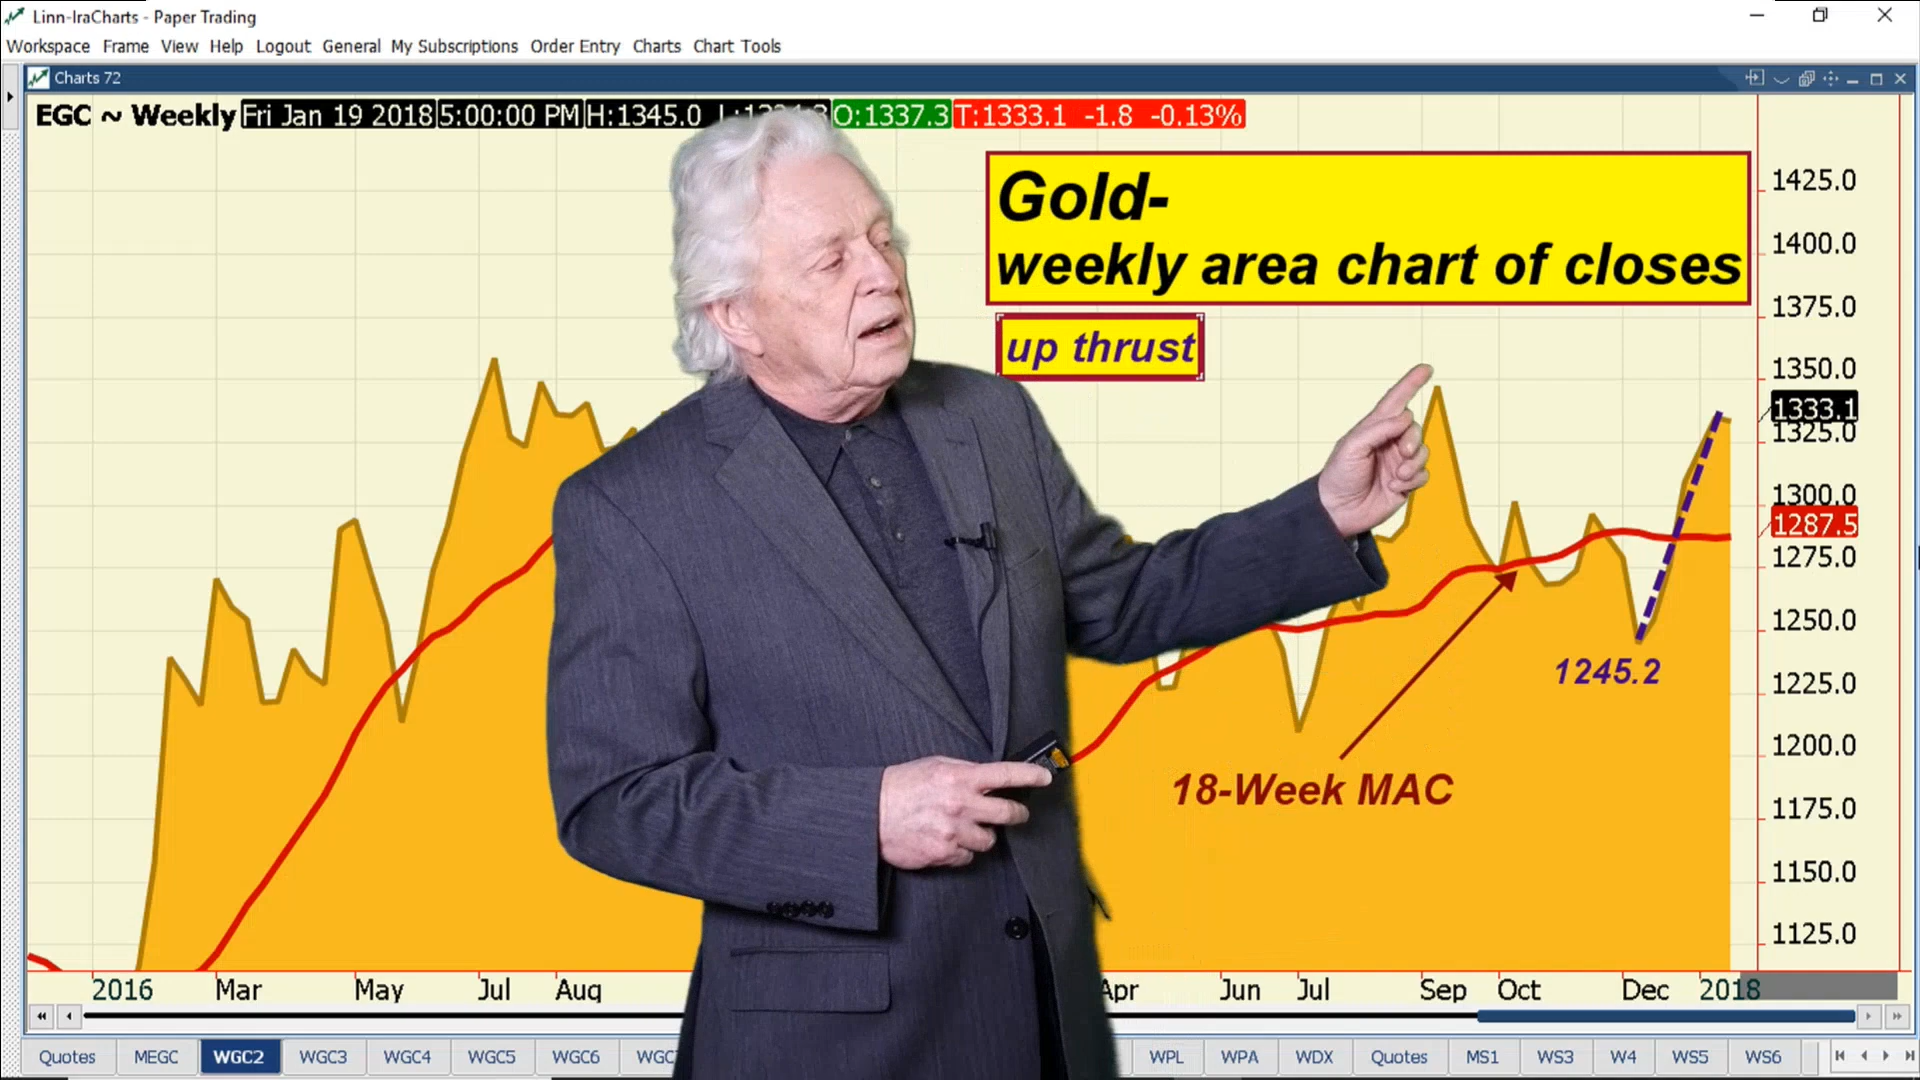 Linn-IraCharts - Paper Trading
Workspace Frame View Help Logout General My Subscriptions Order Entry Charts Chart Tools
Charts 72
EGC ~ Weekly Fri Jan 19 2018 5:00:00 PM H:1345.0 O:1337.3 T:1333.1 -1.8 -0.13%
Gold-
weekly area chart of closes
up thrust
1425.0
1400.0
1375.0
1350.0
1333.1
1325.0
1300.0
1287.5
1275.0
1250.0
1245.2
1225.0
1200.0
18-Week MAC
1175.0
1150.0
1125.0
2016 Mar May Jul Aug Apr Jun Jul Sep Oct Dec 2018
Quotes MEGC WGC2 WGC3 WGC4 WGC5 WGC6 WPL WPA WDX Quotes MS1 WS3 W4 WS5 WS6